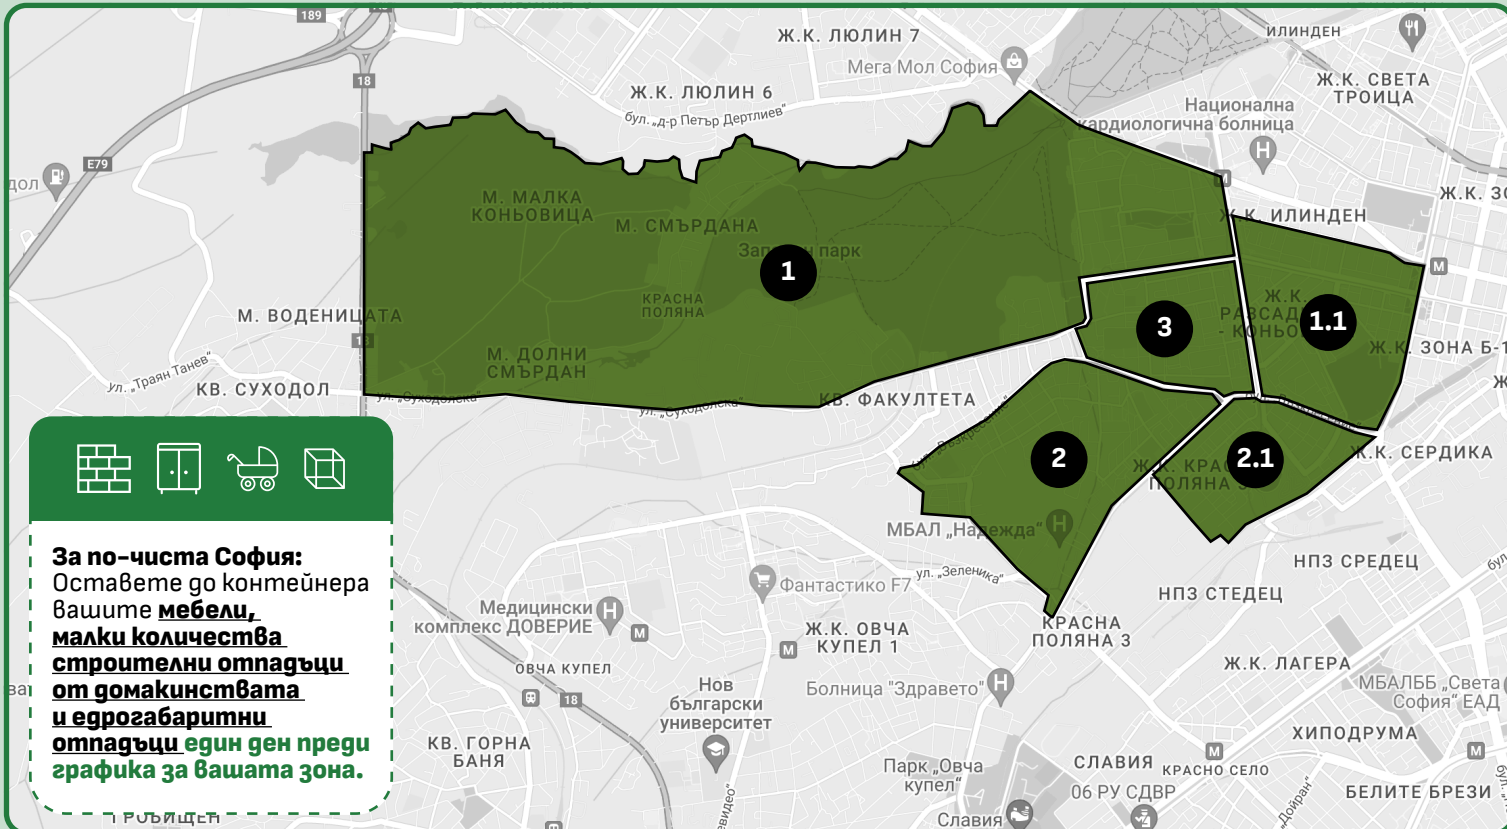 189
18
Ж.К. ЛЮЛИН 7
ИЛИНДЕН
Мега Мол София
Ж.К. ЛЮЛИН 6
бул. „д-р Петър Дертлиев“
Ж.К. СВЕТА
ТРОИЦА
Национална
кардиологична болница
H
E79
М
М. МАЛКА
КОНЬОВИЦА
М. СМЪРДАНА
Ж.К. ИЛИНДЕН
М
1
КРАСНА
ПОЛЯНА
М. ВОДЕНИЦАТА
3
1.1
М. ДОЛНИ
СМЪРДАН
Ж.К. ЗОНА Б-1
ул. „Траян Танев“
КВ. СУХОДОЛ
ул. „Суходолска“
ул. „Суходолска“
КВ. ФАКУЛТЕТА
Ж.К. СЕРДИКА
2
2.1
МБАЛ „Надежда“
H
НПЗ СРЕДЕЦ
НПЗ СТЕДЕЦ
ул. „Зеленика“
Фантастико F7
Медицински
комплекс ДОВЕРИЕ
H
М
КРАСНА
ПОЛЯНА 3
Ж.К. ОВЧА
КУПЕЛ 1
М
ОВЧА КУПЕЛ
18
Нов
български
университет
Болница "Здравето"
H
Ж.К. ЛАГЕРА
МБАЛББ „Света
София“ ЕАД
КВ. ГОРНА
БАНЯ
ХИПОДРУМА
М
М
Парк „Овча
купел“
СЛАВИЯ
КРАСНО СЕЛО
06 РУ СДВР
БЕЛИТЕ БРЕЗИ
Славия
За по-чиста София:
Оставете до контейнера
вашите мебели,
малки количества
строителни отпадъци
от домакинствата
и едрогабаритни
отпадъци един ден преди
графика за вашата зона.